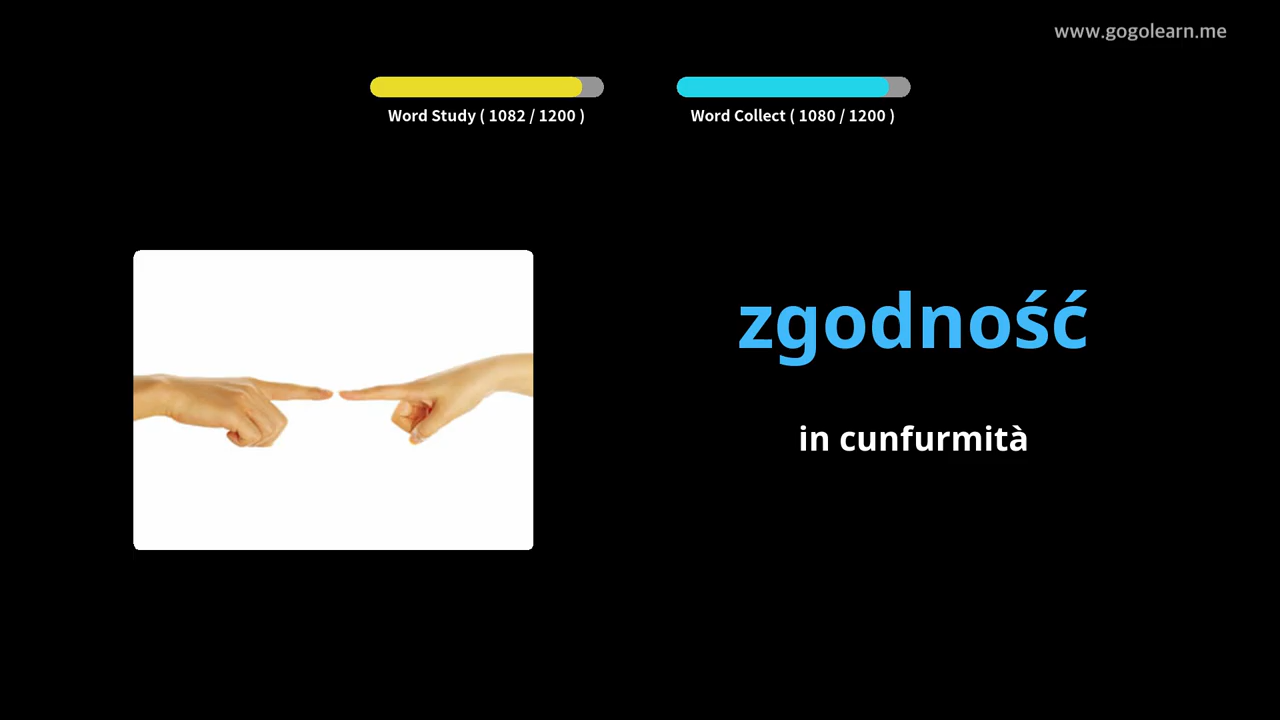 www.gogolearn.me
Word Study ( 1082 / 1200 )
Word Collect ( 1080 / 1200 )
zgodność
in cunfurmità